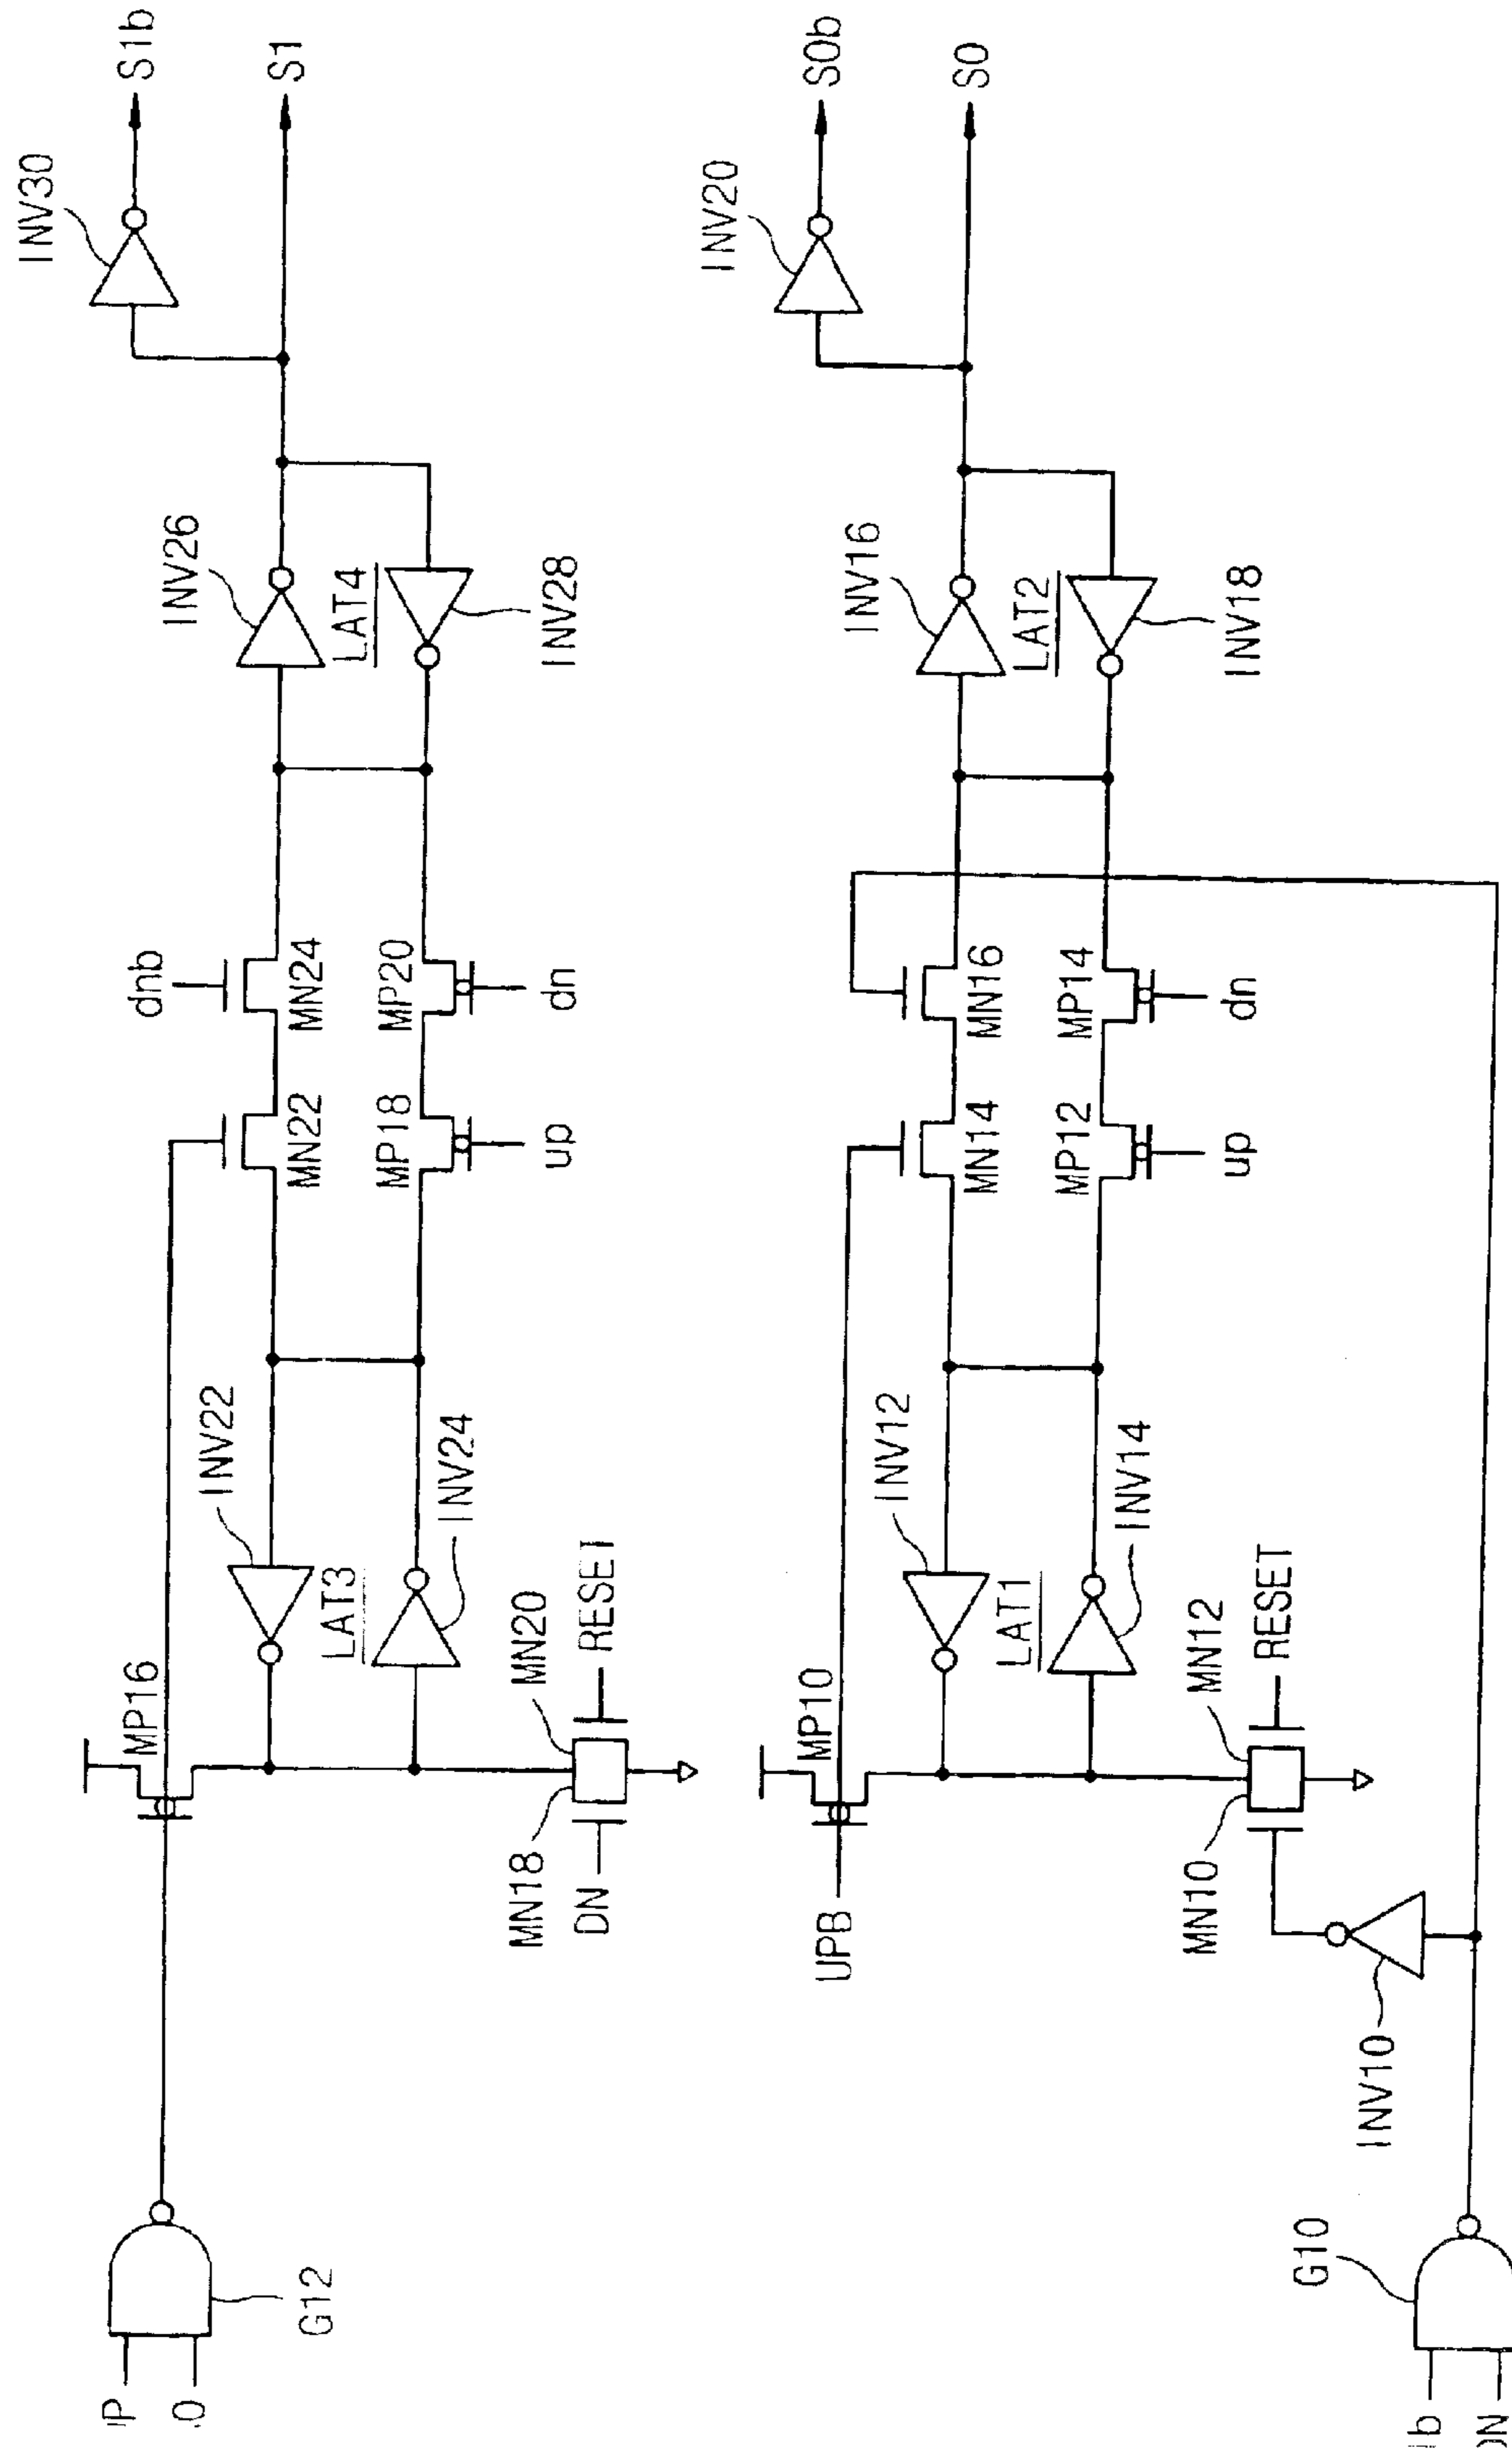 S1b
S1
INV30
INV26
LAT4
INV28
dnb
MN24
MP20
dn
MN22
MP18
up
INV22
LAT3
INV24
MP16
MN20
RESET
MN18
DN
G12
S0b
S0
INV20
INV16
LAT2
INV18
MN16
MP14
dn
MN14
MP12
up
INV12
LAT1
INV14
MP10
MN12
RESET
UPB
MN10
INV10
G10